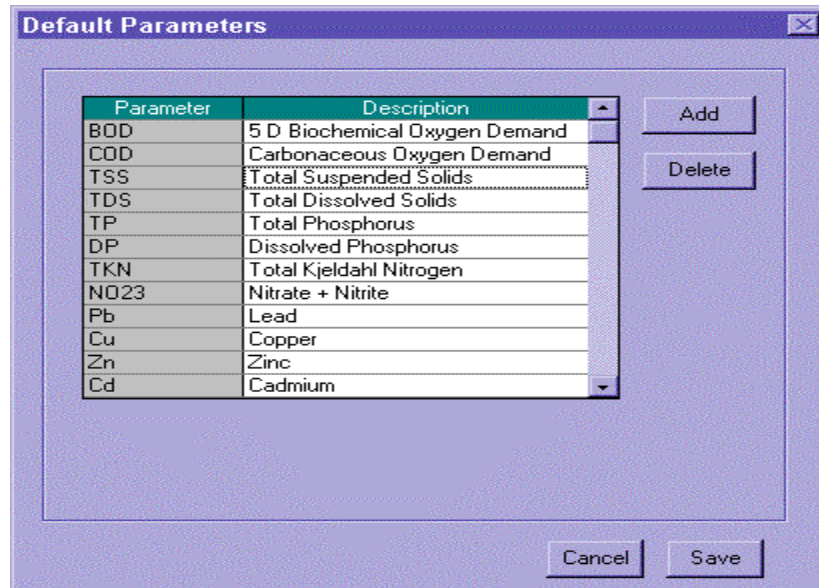 Default Parameters
Parameter Description
BOD 5 D Biochemical Oxygen Demand
COD Carbonaceous Oxygen Demand
TSS Total Suspended Solids
TDS Total Dissolved Solids
TP Total Phosphorus
DP Dissolved Phosphorus
TKN Total Kjeldahl Nitrogen
NO23 Nitrate + Nitrite
Pb Lead
Cu Copper
Zn Zinc
Cd Cadmium
Add
Delete
Cancel Save